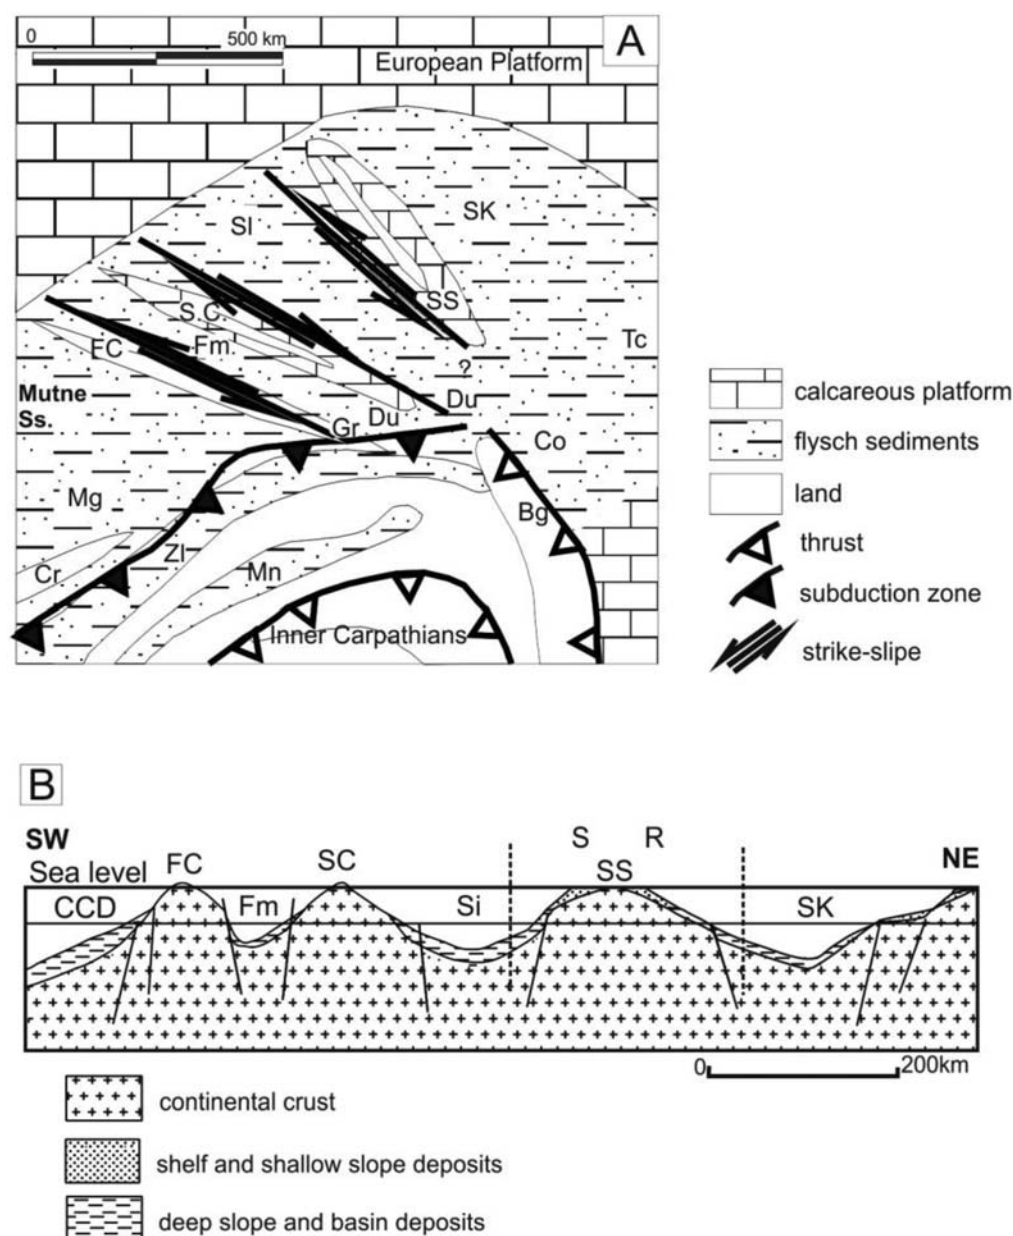 A
0 500 km
European Platform
SK
Sl
SS
S.C.
Tc
FC Fm
?
Mutne
Ss.
Du
Du
Gr
Co
Mg
Bg
Zl
Cr
Mn
Inner Carpathians
calcareous platform
flysch sediments
land
thrust
subduction zone
strike-slipe
B
SW
S R
NE
Sea level FC SC SS
CCD Fm Si SK
0 200km
continental crust
shelf and shallow slope deposits
deep slope and basin deposits